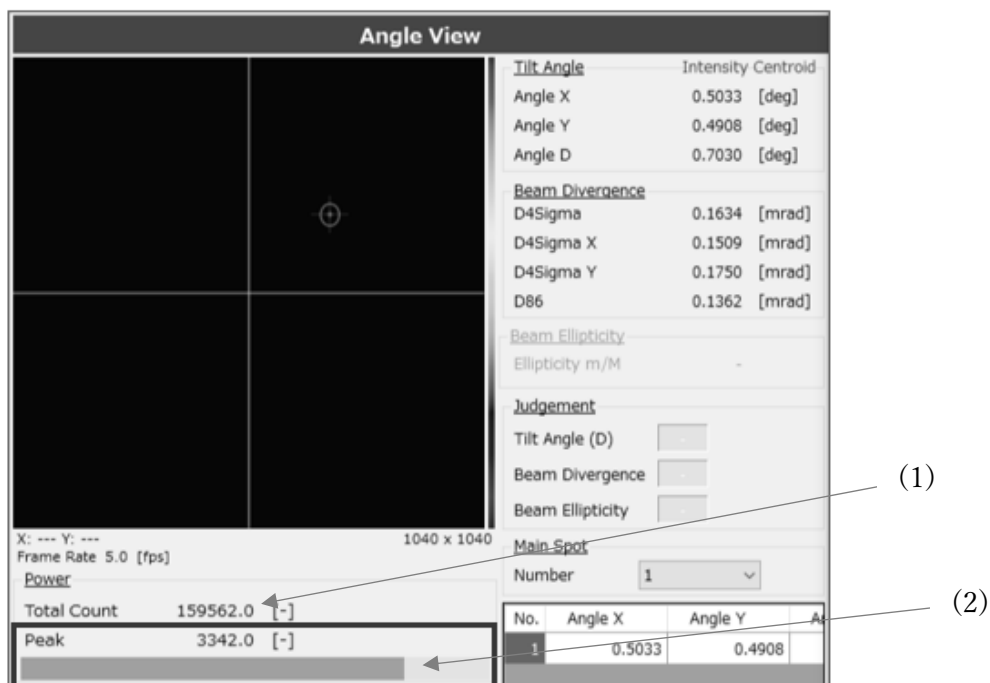 Angle View
Tilt Angle Intensity Centroid
Angle X 0.5033 [deg]
Angle Y 0.4908 [deg]
Angle D 0.7030 [deg]
Beam Divergence
D4Sigma 0.1634 [mrad]
D4Sigma X 0.1509 [mrad]
D4Sigma Y 0.1750 [mrad]
D86 0.1362 [mrad]
Beam Ellipticity
Ellipticity m/M -
Judgement
Tilt Angle (D) -
Beam Divergence -
Beam Ellipticity -
(1)
X: --- Y: --- 1040 x 1040
Frame Rate 5.0 [fps]
Main Spot
Number 1
Power
Total Count 159562.0 [-]
Peak 3342.0 [-]
(2)
No. Angle X Angle Y
1 0.5033 0.4908